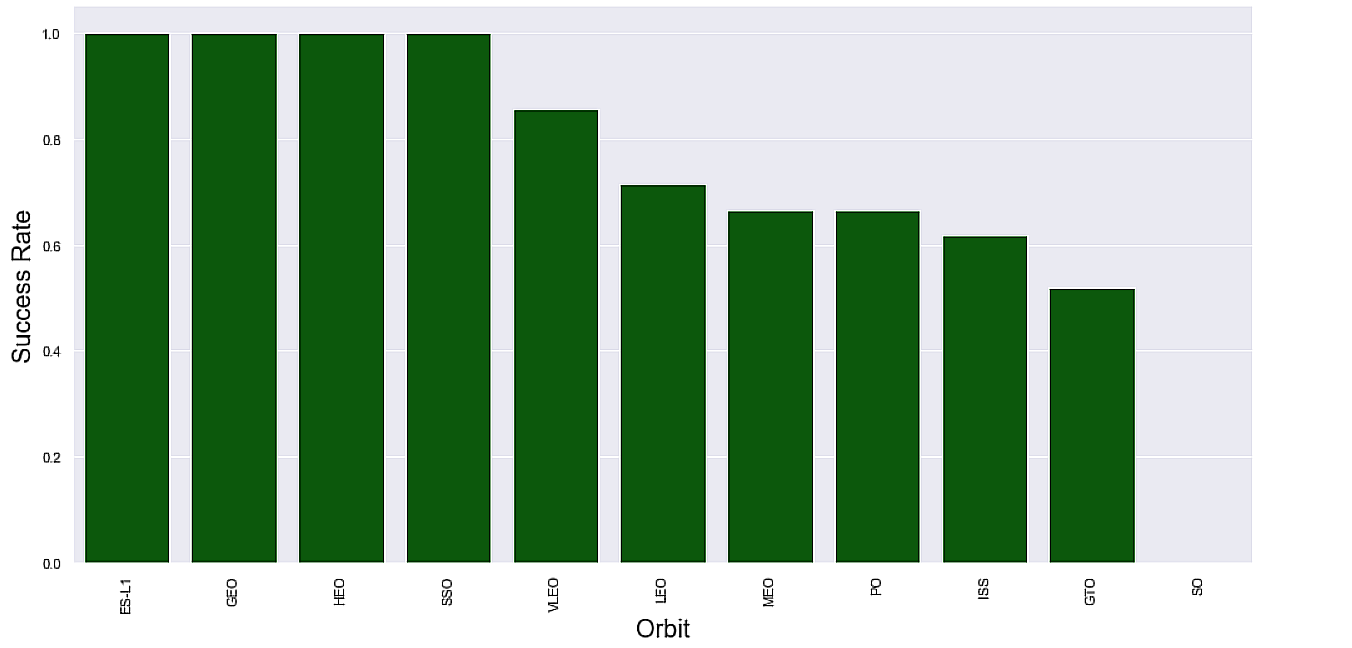 Success Rate
1.0
0.8
0.6
0.4
0.2
0.0
ES-L1
GEO
HEO
SSO
VLEO
LEO
MEO
PO
ISS
GTO
SO
Orbit